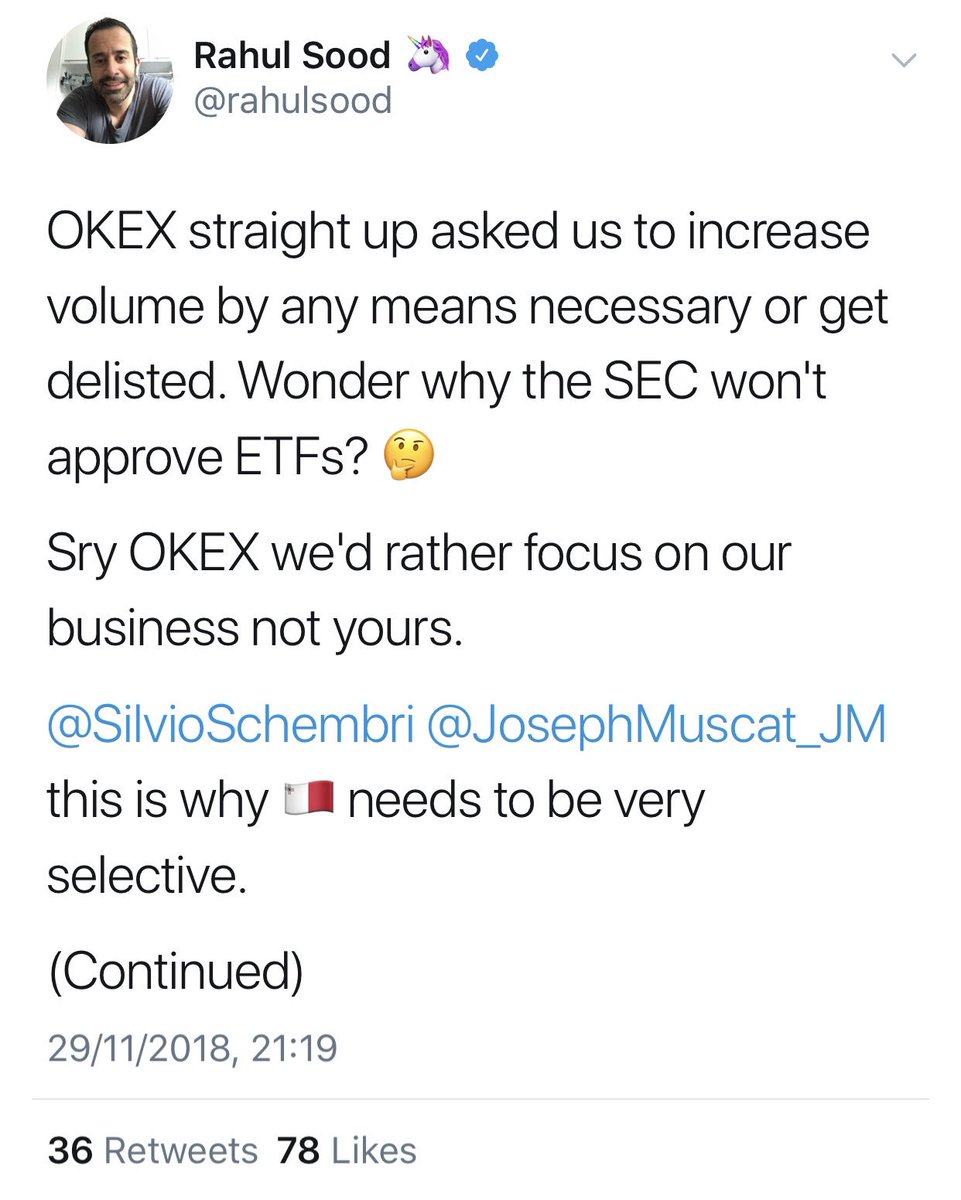 Rahul Sood 🦄
@rahulsood
OKEX straight up asked us to increase
volume by any means necessary or get
delisted. Wonder why the SEC won't
approve ETFs? 🤔
Sry OKEX we'd rather focus on our
business not yours.
@SilvioSchembri @JosephMuscat_JM
this is why 🇲🇹 needs to be very
selective.
(Continued)
29/11/2018, 21:19
36 Retweets 78 Likes